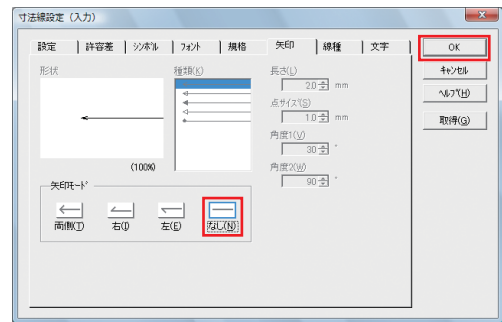 寸法線設定（入力）
設定 許容差 シンボル フォント 規格 矢印 線種 文字
OK
キャンセル
ヘルプ(H)
取得(G)
形状
(100%)
種類(K)
長さ(L)
2.0 mm
点サイズ(S)
1.0 mm
角度1(V)
30 °
角度2(W)
90 °
矢印モード
両側(T) 右(I) 左(E) なし(N)